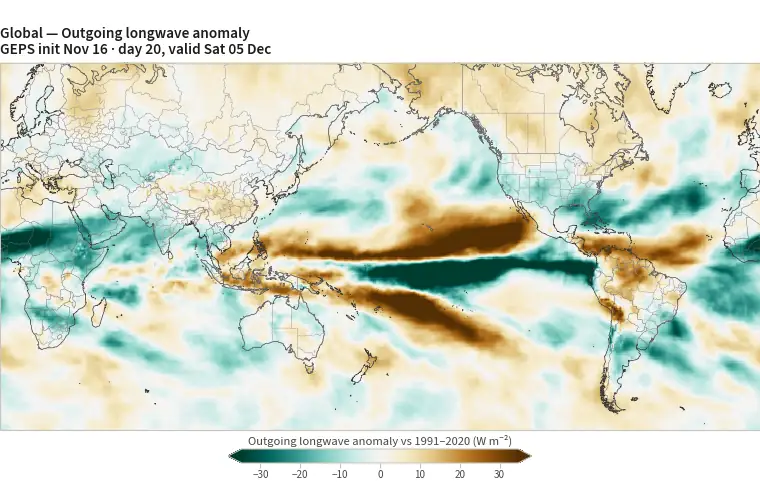 Global — Outgoing longwave anomaly
GEPS init Nov 16 · day 20, valid Sat 05 Dec
Outgoing longwave anomaly vs 1991–2020 (W m⁻²)
−30 −20 −10 0 10 20 30